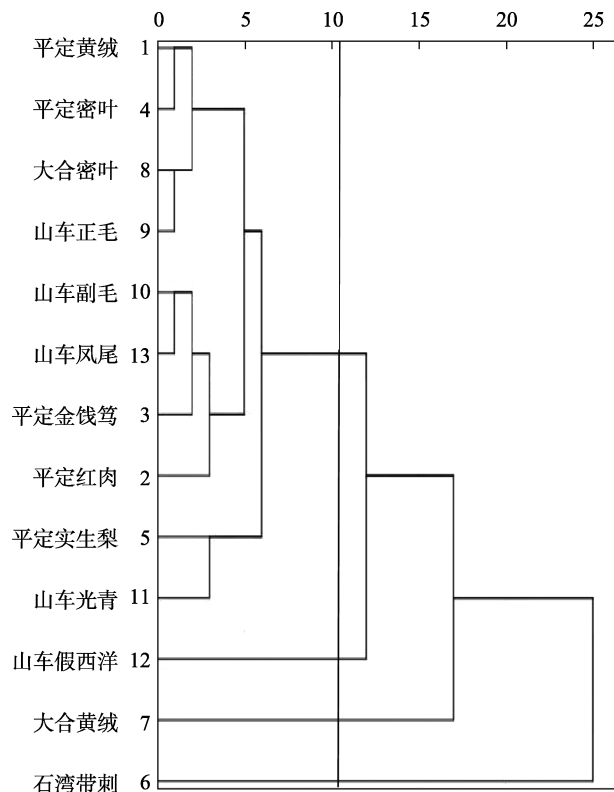 0 5 10 15 20 25
平定黄绒 1
平定密叶 4
大合密叶 8
山车正毛 9
山车副毛 10
山车凤尾 13
平定金饯笃 3
平定红肉 2
平定实生梨 5
山车光青 11
山车假西洋 12
大合黄绒 7
石湾带刺 6